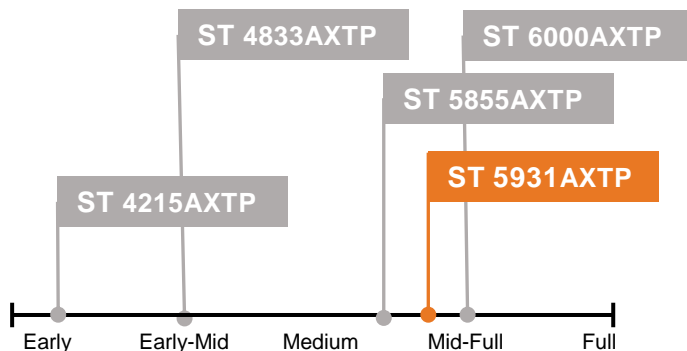 ST 4833AXTP
ST 6000AXTP
ST 5855AXTP
ST 5931AXTP
ST 4215AXTP
Early
Early-Mid
Medium
Mid-Full
Full